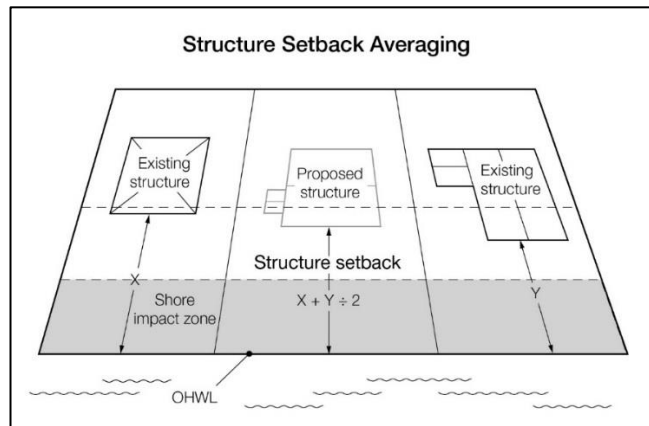 Structure Setback Averaging
Existing
structure
Proposed
structure
Existing
structure
Structure setback
X
Shore
impact zone
X + Y ÷ 2
Y
OHWL